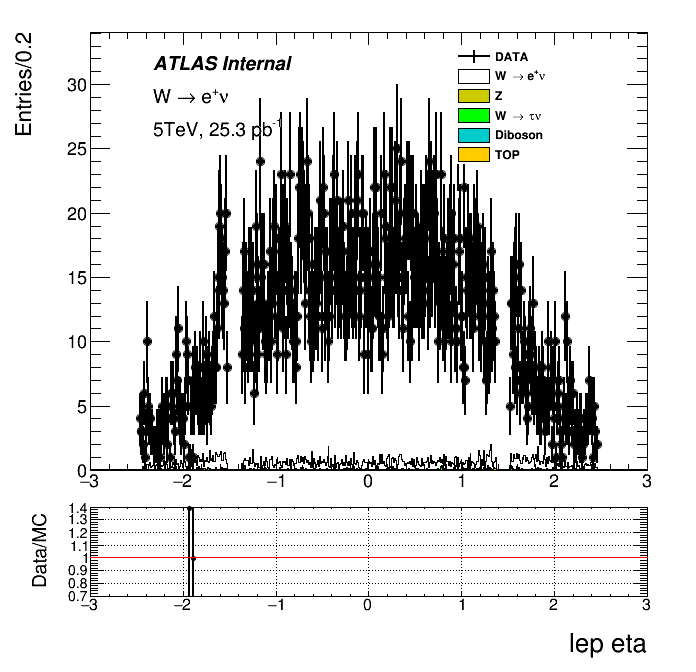 Entries/0.2
ATLAS Internal
W → e⁺ν
5TeV, 25.3 pb⁻¹
DATA
W → e⁺ν
Z
W → τν
Diboson
TOP
30
25
20
15
10
5
0
−3 −2 −1 0 1 2 3
Data/MC
1.4
1.3
1.2
1.1
1
0.9
0.8
0.7
−3 −2 −1 0 1 2 3
lep eta